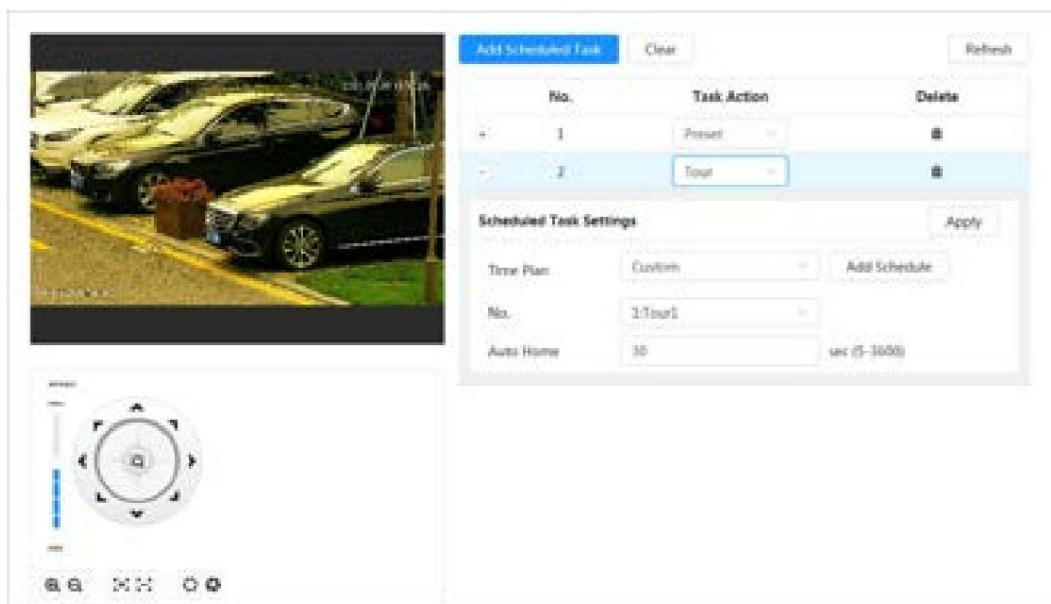 Add Scheduled Task Clear Refresh
No. Task Action Delete
1 Preset
2 Tour
Scheduled Task Settings Apply
Time Plan Custom Add Schedule
No. 1:Tour1
Auto Home 30 sec (5-3600)